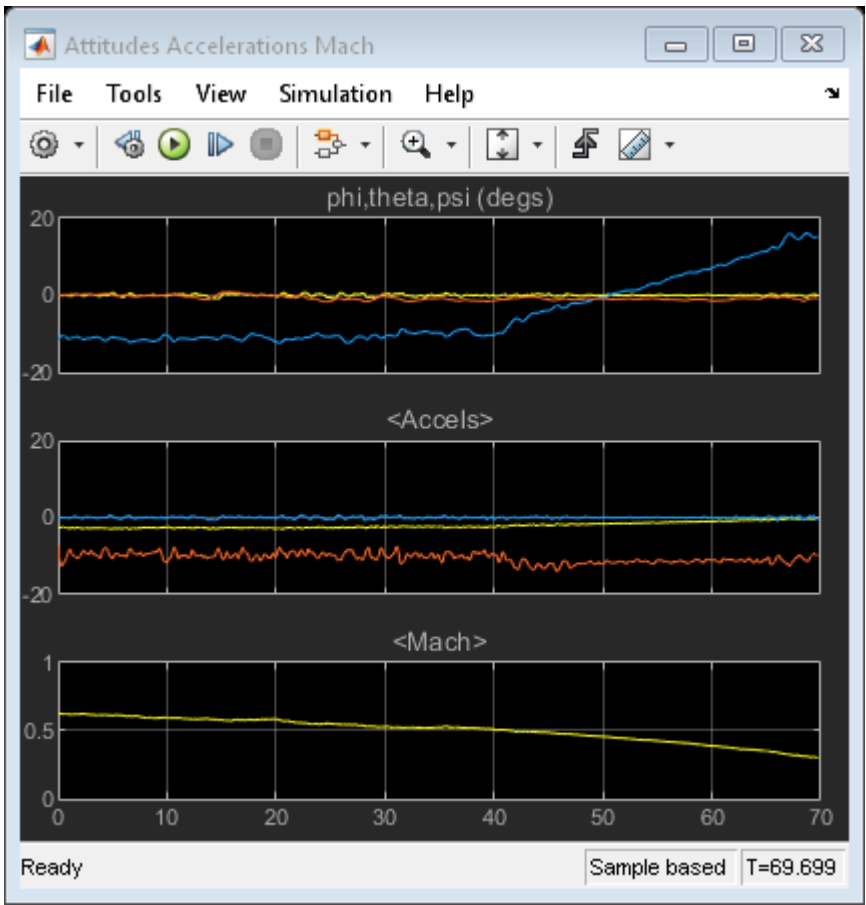 Attitudes Accelerations Mach
File Tools View Simulation Help
phi,theta,psi (degs)
20
0
-20
<Accels>
20
0
-20
<Mach>
1
0.5
0
0 10 20 30 40 50 60 70
Ready Sample based T=69.699